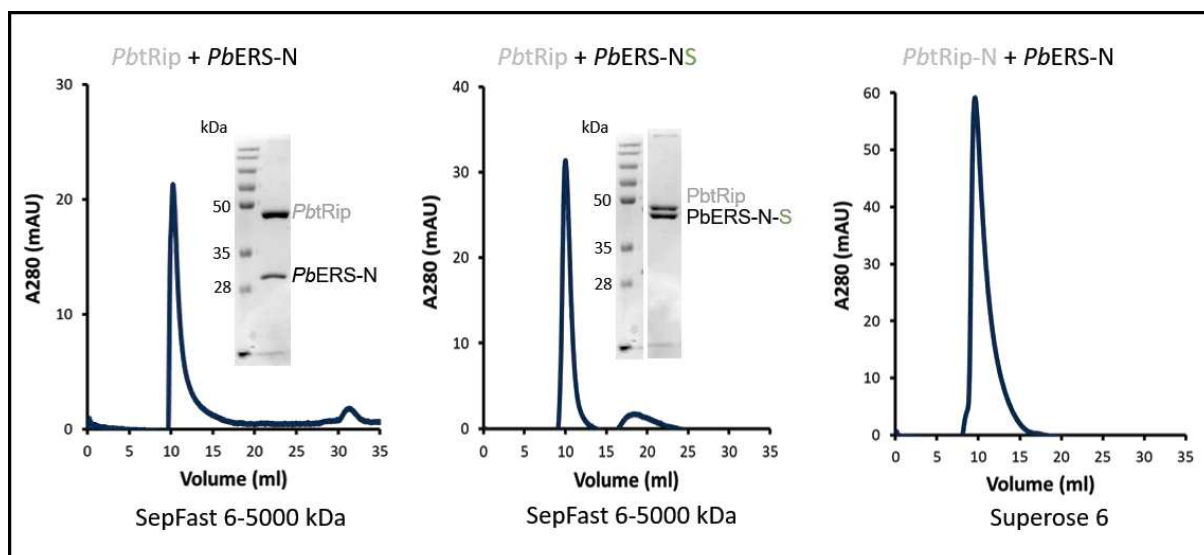 PbtRip + PbERS-N
30
20
10
0
A280 (mAU)
kDa
50
35
28
PbtRip
PbERS-N
0 5 10 15 20 25 30 35
Volume (ml)
SepFast 6-5000 kDa
PbtRip + PbERS-NS
40
30
20
10
0
A280 (mAU)
kDa
50
35
28
PbtRip
PbERS-N-S
0 5 10 15 20 25 30 35
Volume (ml)
SepFast 6-5000 kDa
PbtRip-N + PbERS-N
60
50
40
30
20
10
0
A280 (mAU)
0 5 10 15 20 25 30 35
Volume (ml)
Superose 6